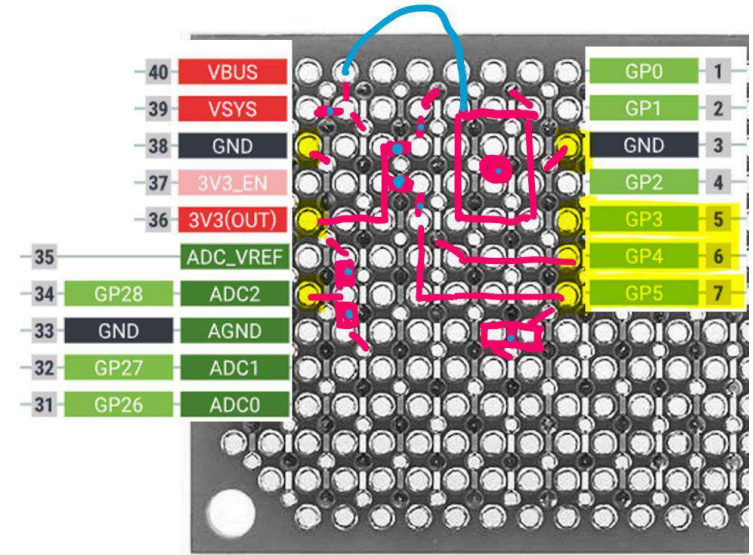 40 VBUS GP0 1
39 VSYS GP1 2
38 GND GND 3
37 3V3_EN GP2 4
36 3V3(OUT) GP3 5
35 ADC_VREF GP4 6
34 GP28 ADC2 GP5 7
33 GND AGND
32 GP27 ADC1
31 GP26 ADC0